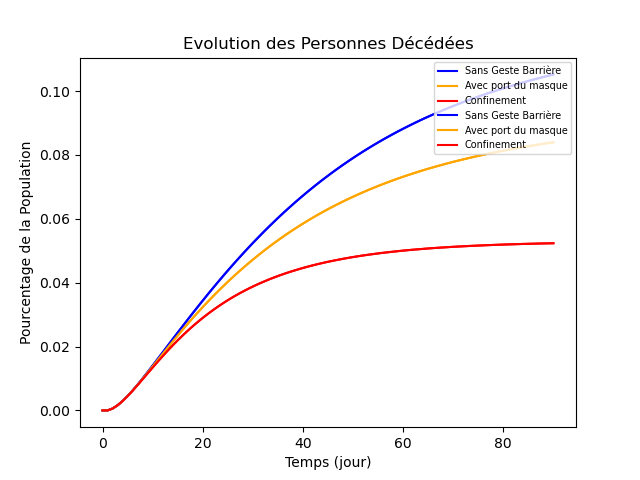 Evolution des Personnes Décédées
Sans Geste Barrière
Avec port du masque
Confinement
Sans Geste Barrière
Avec port du masque
Confinement
Pourcentage de la Population
0.10
0.08
0.06
0.04
0.02
0.00
0 20 40 60 80
Temps (jour)